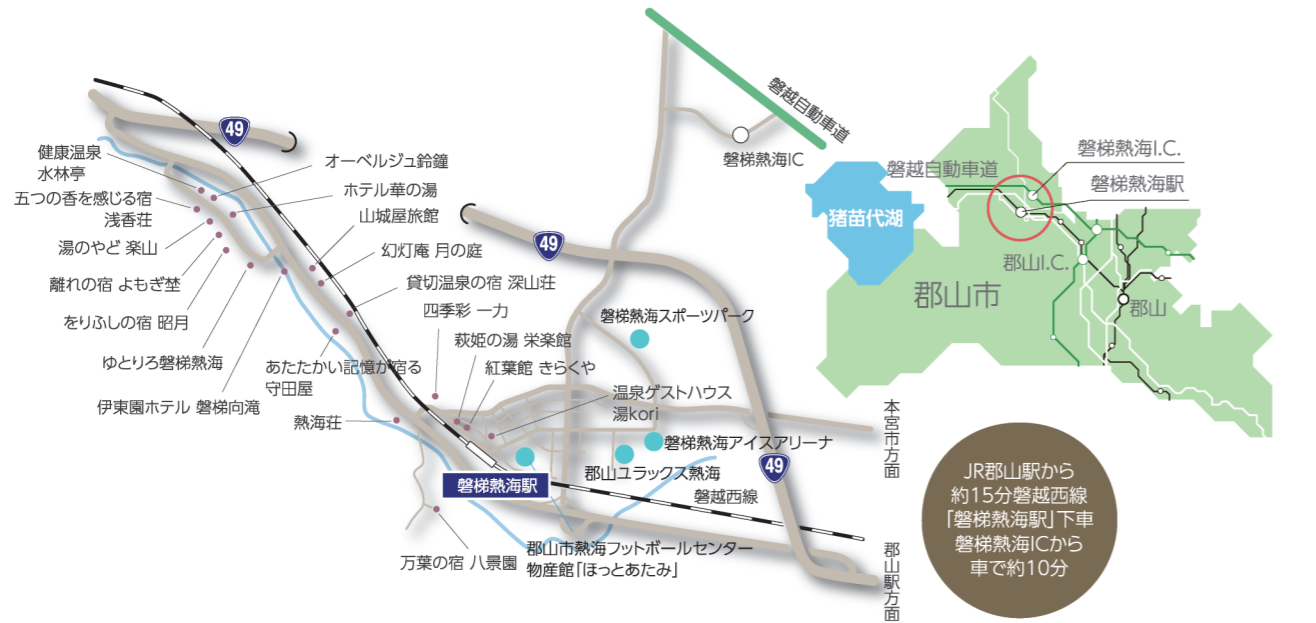 49
健康温泉
水林亭
オーベルジュ鈴鐘
五つの香を感じる宿
浅香荘
ホテル華の湯
山城屋旅館
湯のやど 楽山
幻灯庵 月の庭
離れの宿 よもぎ埜
貸切温泉の宿 深山荘
をりふしの宿 昭月
四季彩 一力
ゆとりろ磐梯熱海
萩姫の湯 栄楽館
あたたかい記憶が宿る
守田屋
紅葉館 きらくや
伊東園ホテル 磐梯向滝
熱海荘
温泉ゲストハウス
湯kori
磐梯熱海スポーツパーク
磐梯熱海アイスアリーナ
郡山ユラックス熱海
磐梯熱海駅
磐越西線
万葉の宿 八景園
郡山市熱海フットボールセンター
物産館「ほっとあたみ」
49
49
磐越自動車道
磐梯熱海IC
本宮市方面
郡山駅方面
磐梯熱海I.C.
磐越自動車道
磐梯熱海駅
猪苗代湖
郡山I.C.
郡山市
郡山
JR郡山駅から
約15分磐越西線
「磐梯熱海駅」下車
磐梯熱海ICから
車で約10分